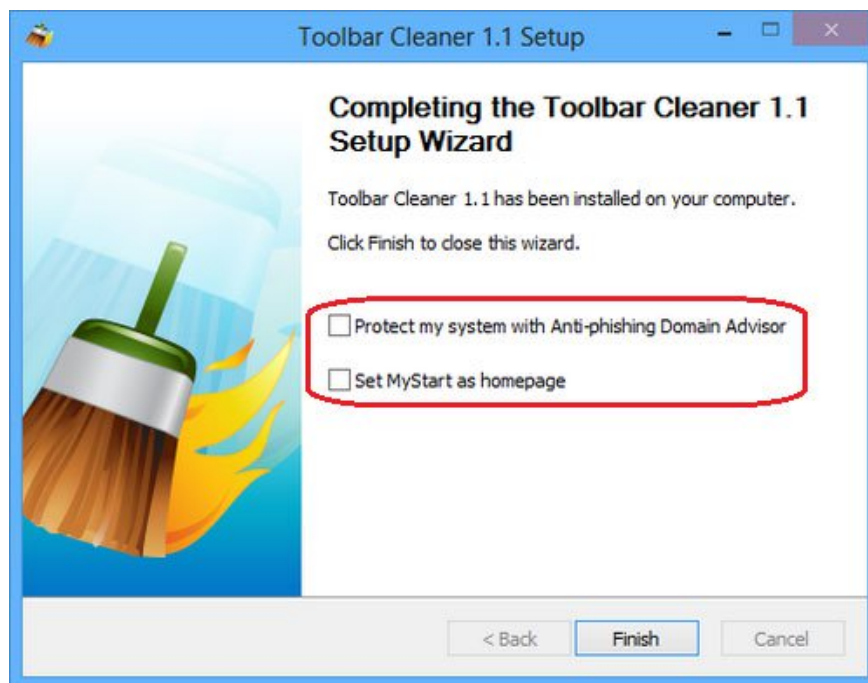 Toolbar Cleaner 1.1 Setup
Completing the Toolbar Cleaner 1.1
Setup Wizard
Toolbar Cleaner 1.1 has been installed on your computer.
Click Finish to close this wizard.
Protect my system with Anti-phishing Domain Advisor
Set MyStart as homepage
< Back Finish Cancel